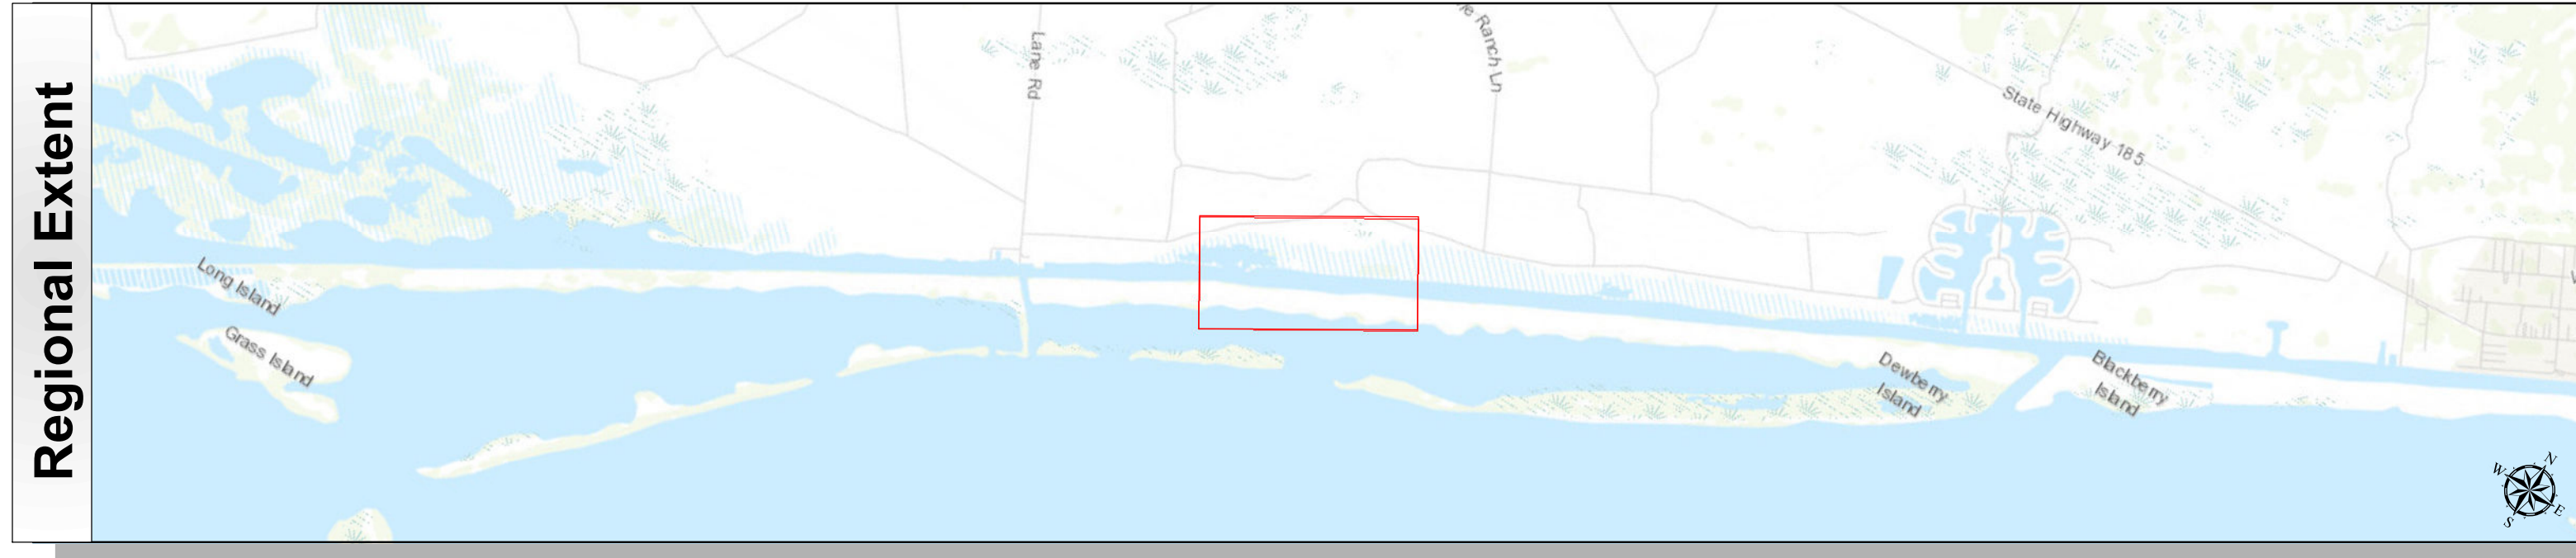 Regional Extent
Lane Rd
Ranch Ln
State Highway 185
Long Island
Grass Island
Dewberry
Island
Blackberry
Island
N
W
E
S